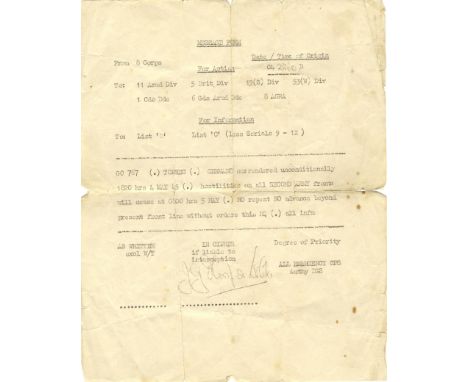 MESSAGE FORM
Date / Time of Origin
From 8 Corps
For Action
To: 11 Armd Div 5 Brit Div 15(S) Div 53(W) Div
1 Cdo Bde 6 Gds Armd Bde 8 AGRA
For Information
To: List 'B' List 'C' (Less Serials 9 - 12)
GO 767 (.) (.) GERMANY surrendered unconditionally
hrs 4 MAY 45 (.) hostilities on all SECOND ARMY fronts
will cease at 0800 hrs 5 MAY (.) NO repeat NO advance beyond
present front line without orders this HQ (.) all info
AS WRITTEN
excl W/T
IN CIPHER
if liable to
interception
Degree of Priority
ALL EMERGENCY OPS